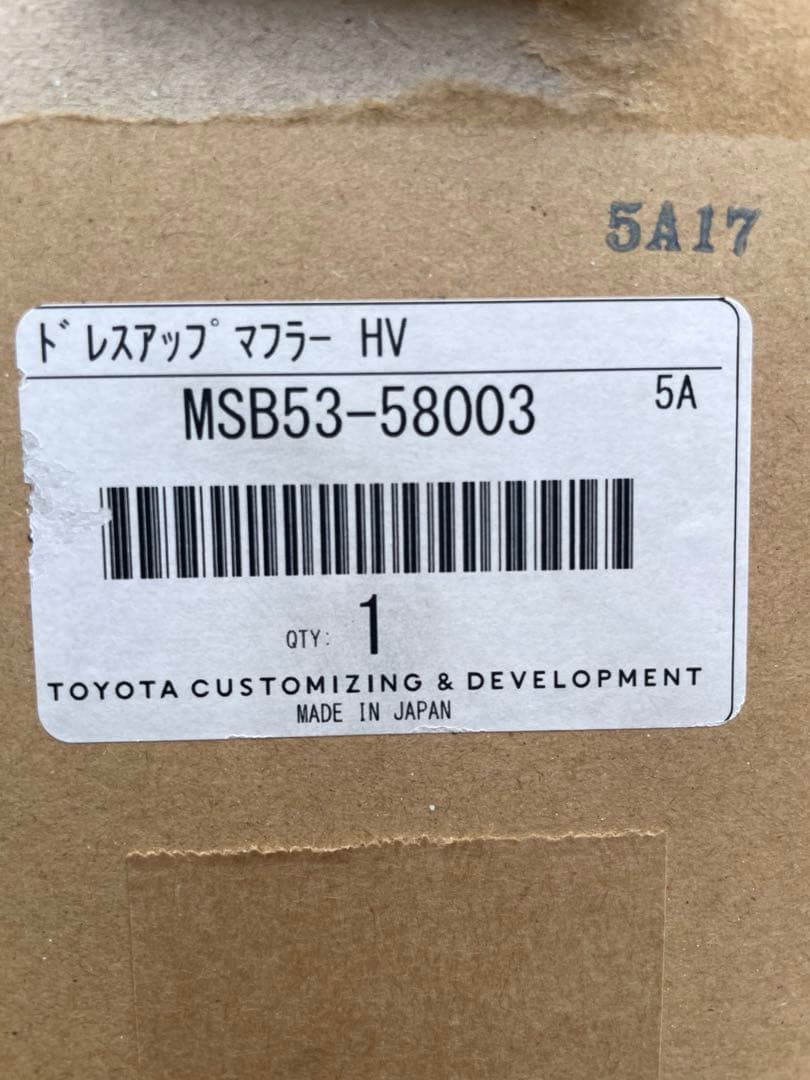 5A17
ﾄﾞﾚｽｱｯﾌﾟﾏﾌﾗｰ HV
MSB53-58003
5A
QTY: 1
TOYOTA CUSTOMIZING & DEVELOPMENT
MADE IN JAPAN